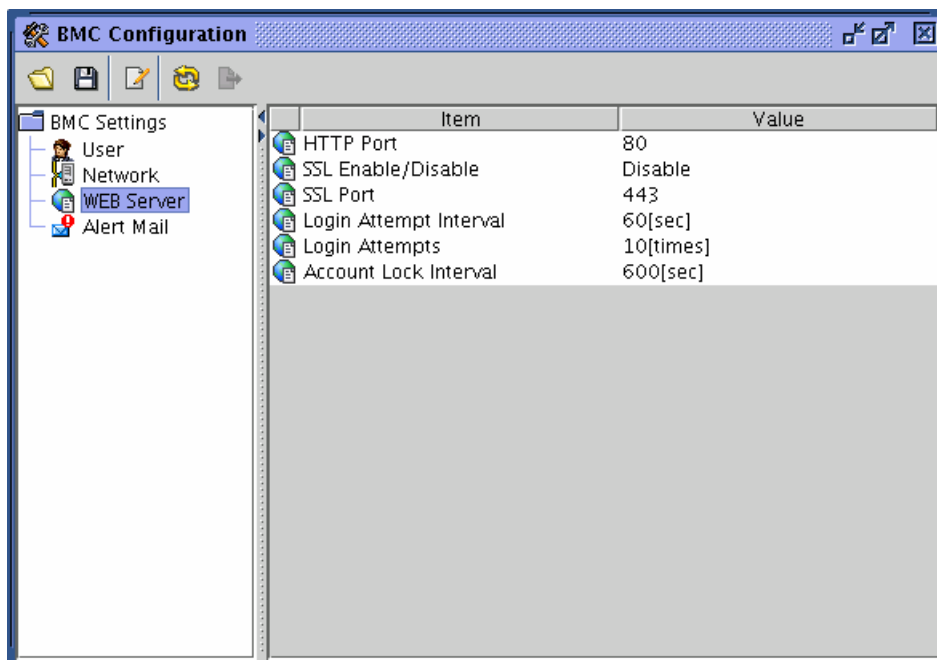 BMC Configuration
BMC Settings
User
Network
WEB Server
Alert Mail
Item Value
HTTP Port 80
SSL Enable/Disable Disable
SSL Port 443
Login Attempt Interval 60[sec]
Login Attempts 10[times]
Account Lock Interval 600[sec]